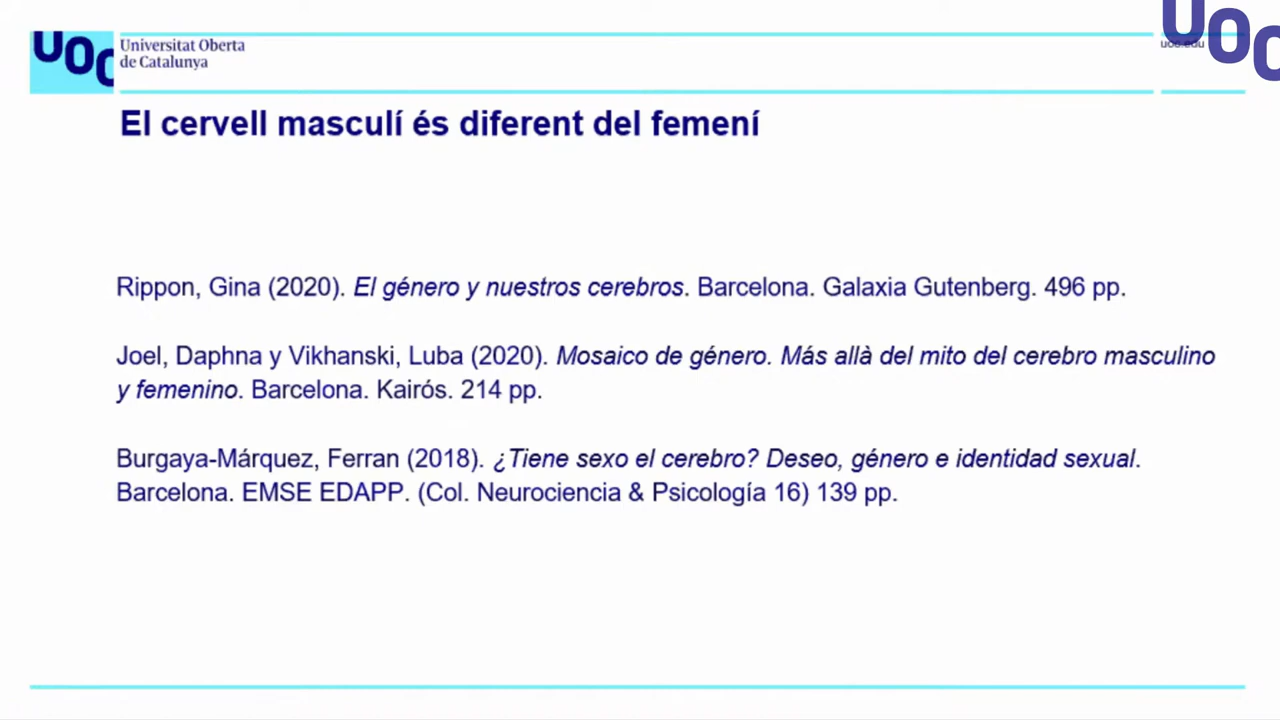 UOC
Universitat Oberta
de Catalunya
uoc.edu
UOC
El cervell masculí és diferent del femení
Rippon, Gina (2020). El género y nuestros cerebros. Barcelona. Galaxia Gutenberg. 496 pp.
Joel, Daphna y Vikhanski, Luba (2020). Mosaico de género. Más allà del mito del cerebro masculino
y femenino. Barcelona. Kairós. 214 pp.
Burgaya-Márquez, Ferran (2018). ¿Tiene sexo el cerebro? Deseo, género e identidad sexual.
Barcelona. EMSE EDAPP. (Col. Neurociencia & Psicología 16) 139 pp.